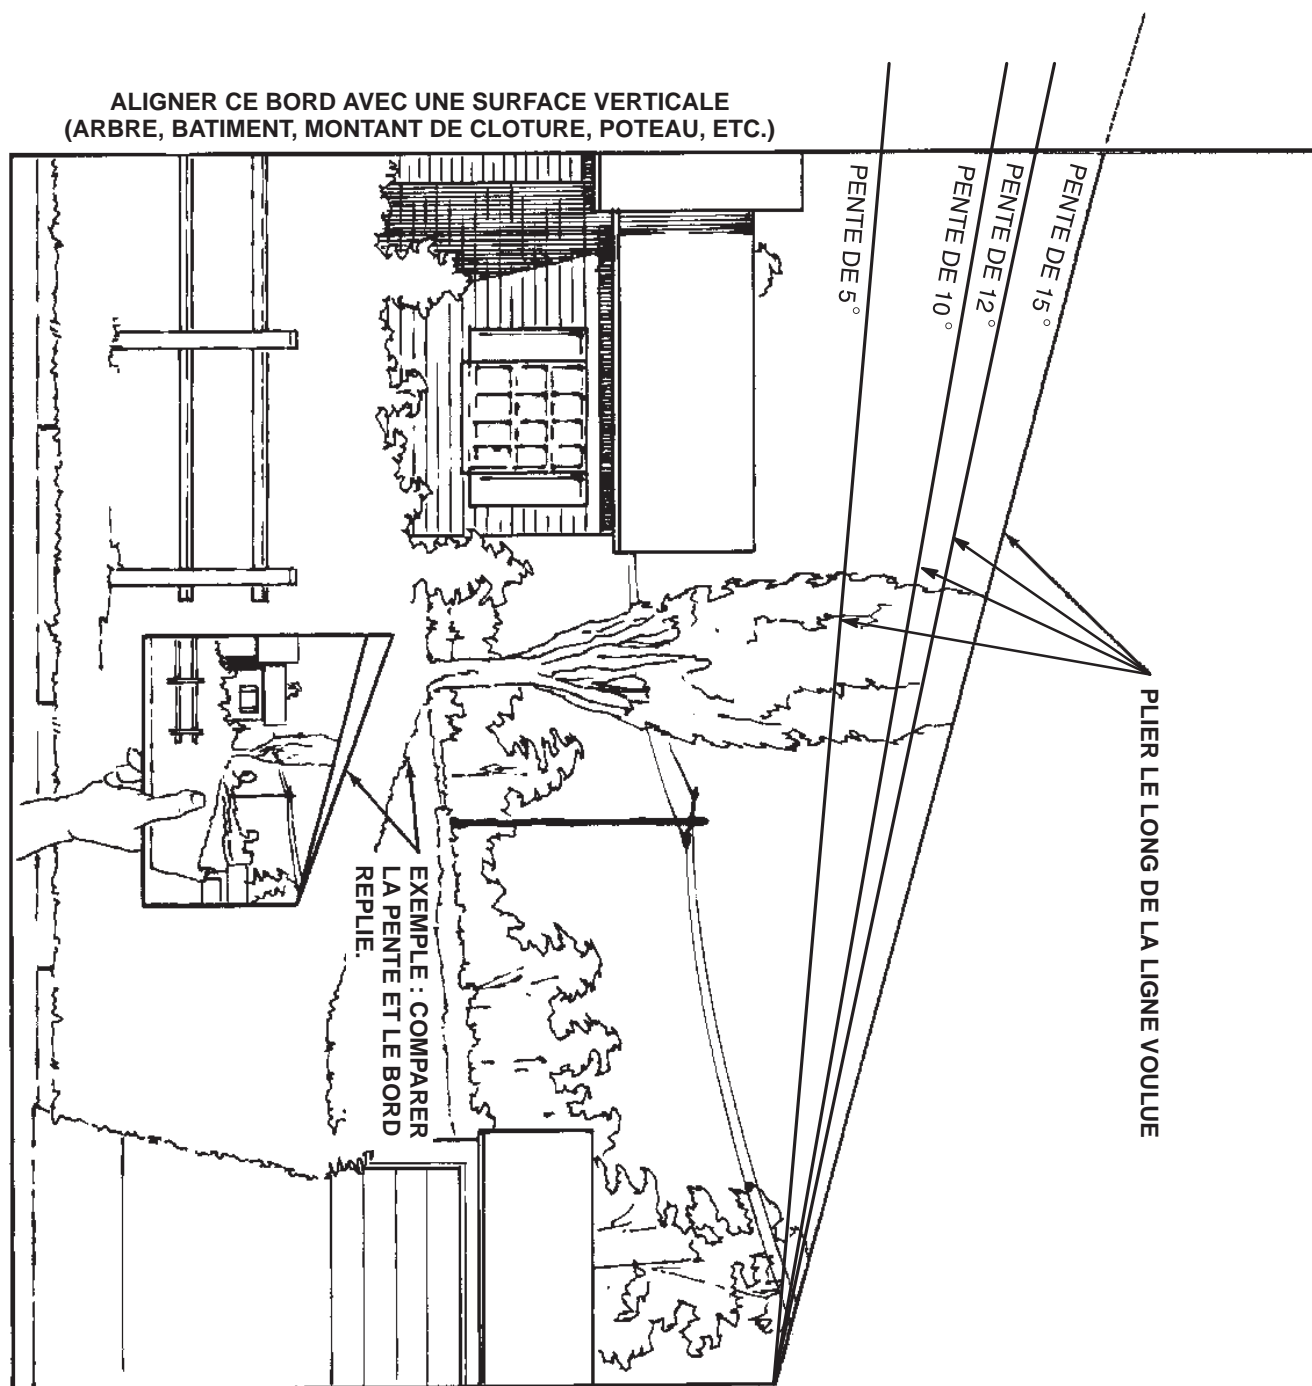 ALIGNER CE BORD AVEC UNE SURFACE VERTICALE
(ARBRE, BATIMENT, MONTANT DE CLOTURE, POTEAU, ETC.)
PENTE DE 5°
PENTE DE 10°
PENTE DE 12°
PENTE DE 15°
PLIER LE LONG DE LA LIGNE VOULUE
EXEMPLE : COMPARER
LA PENTE ET LE BORD
REPLIE.